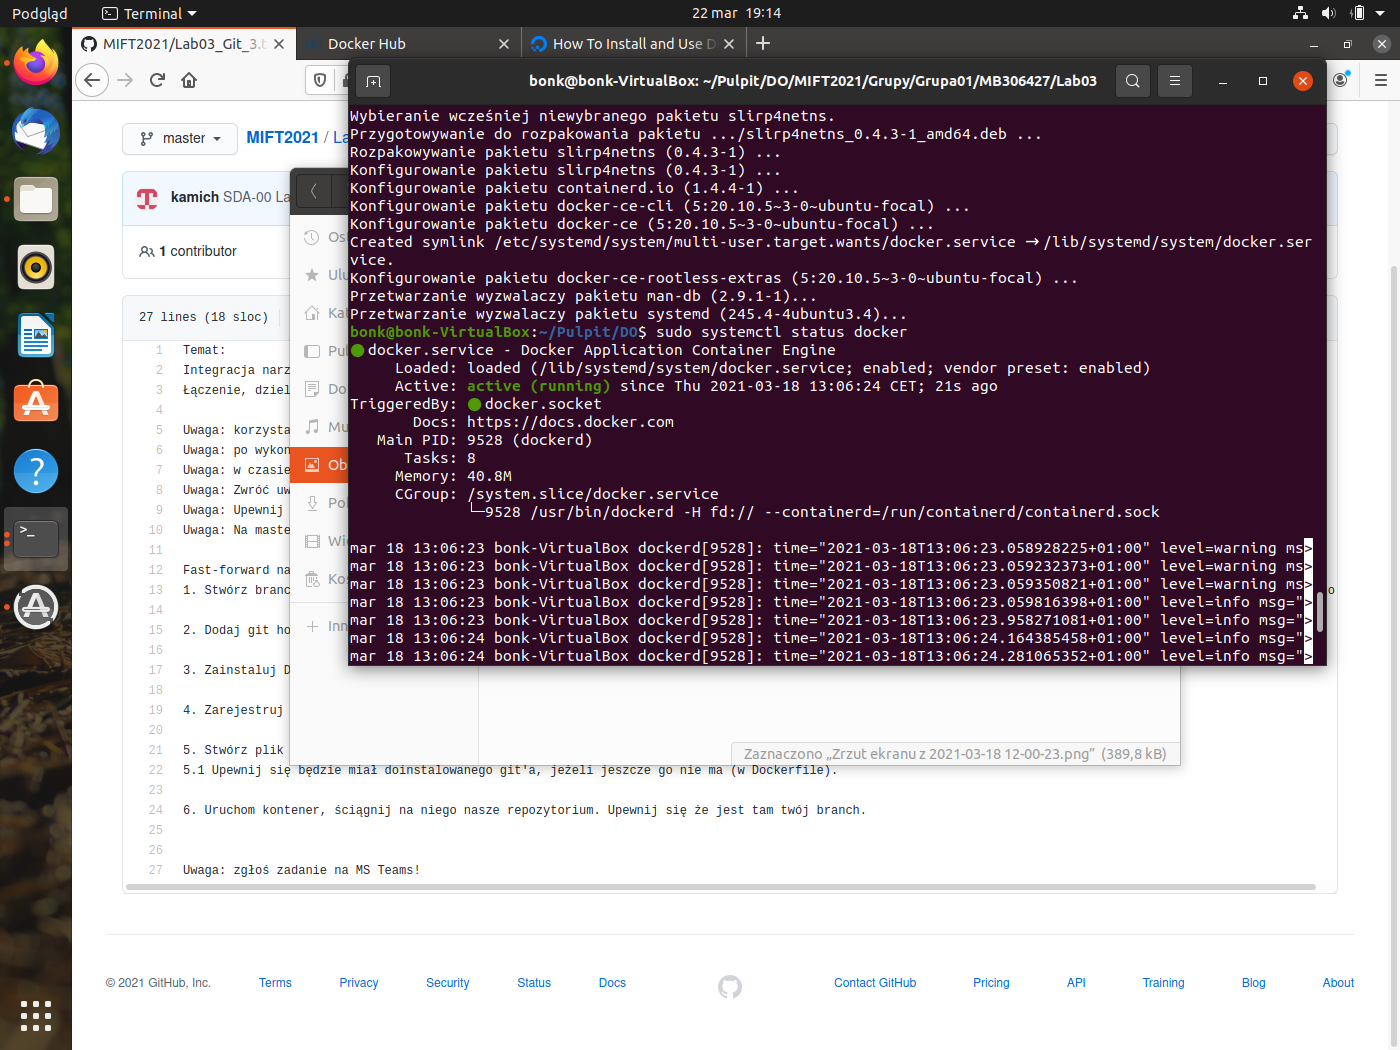 Podgląd
Terminal
22 mar 19:14
MIFT2021/Lab03_Git_3.t
Docker Hub
How To Install and Use D
bonk@bonk-VirtualBox: ~/Pulpit/DO/MIFT2021/Grupy/Grupa01/MB306427/Lab03
master
MIFT2021 / La
kamich SDA-00 La
1 contributor
27 lines (18 sloc)
Wybieranie wcześniej niewybranego pakietu slirp4netns.
Przygotowywanie do rozpakowania pakietu .../slirp4netns_0.4.3-1_amd64.deb ...
Rozpakowywanie pakietu slirp4netns (0.4.3-1) ...
Konfigurowanie pakietu slirp4netns (0.4.3-1) ...
Konfigurowanie pakietu containerd.io (1.4.4-1) ...
Konfigurowanie pakietu docker-ce-cli (5:20.10.5~3-0~ubuntu-focal) ...
Konfigurowanie pakietu docker-ce (5:20.10.5~3-0~ubuntu-focal) ...
Created symlink /etc/systemd/system/multi-user.target.wants/docker.service → /lib/systemd/system/docker.ser
vice.
Konfigurowanie pakietu docker-ce-rootless-extras (5:20.10.5~3-0~ubuntu-focal) ...
Przetwarzanie wyzwalaczy pakietu man-db (2.9.1-1)...
Przetwarzanie wyzwalaczy pakietu systemd (245.4-4ubuntu3.4)...
bonk@bonk-VirtualBox:~/Pulpit/DO$ sudo systemctl status docker
● docker.service - Docker Application Container Engine
Loaded: loaded (/lib/systemd/system/docker.service; enabled; vendor preset: enabled)
Active: active (running) since Thu 2021-03-18 13:06:24 CET; 21s ago
TriggeredBy: ● docker.socket
Docs: https://docs.docker.com
Main PID: 9528 (dockerd)
Tasks: 8
Memory: 40.8M
CGroup: /system.slice/docker.service
└─9528 /usr/bin/dockerd -H fd:// --containerd=/run/containerd/containerd.sock
mar 18 13:06:23 bonk-VirtualBox dockerd[9528]: time="2021-03-18T13:06:23.058928225+01:00" level=warning ms>
mar 18 13:06:23 bonk-VirtualBox dockerd[9528]: time="2021-03-18T13:06:23.059232373+01:00" level=warning ms>
mar 18 13:06:23 bonk-VirtualBox dockerd[9528]: time="2021-03-18T13:06:23.059350821+01:00" level=warning ms>
mar 18 13:06:23 bonk-VirtualBox dockerd[9528]: time="2021-03-18T13:06:23.059816398+01:00" level=info msg=">
mar 18 13:06:23 bonk-VirtualBox dockerd[9528]: time="2021-03-18T13:06:23.958271081+01:00" level=info msg=">
mar 18 13:06:24 bonk-VirtualBox dockerd[9528]: time="2021-03-18T13:06:24.164385458+01:00" level=info msg=">
mar 18 13:06:24 bonk-VirtualBox dockerd[9528]: time="2021-03-18T13:06:24.281065352+01:00" level=info msg=">
Os
Ulu
Kat
Pul
Do
Mu
Ob
Pol
Wi
Kos
+ Inn
Zaznaczono „Zrzut ekranu z 2021-03-18 12-00-23.png” (389,8 kB)
1 Temat:
2 Integracja narz
3 Łączenie, dziel
4
5 Uwaga: korzysta
6 Uwaga: po wykon
7 Uwaga: w czasie
8 Uwaga: Zwróć uw
9 Uwaga: Upewnij
10 Uwaga: Na maste
11
12 Fast-forward na
13 1. Stwórz branc o
14
15 2. Dodaj git ho
16
17 3. Zainstaluj D
18
19 4. Zarejestruj
20
21 5. Stwórz plik
22 5.1 Upewnij się będzie miał doinstalowanego git'a, jeżeli jeszcze go nie ma (w Dockerfile).
23
24 6. Uruchom kontener, ściągnij na niego nasze repozytorium. Upewnij się że jest tam twój branch.
25
26
27 Uwaga: zgłoś zadanie na MS Teams!
© 2021 GitHub, Inc.
Terms
Privacy
Security
Status
Docs
Contact GitHub
Pricing
API
Training
Blog
About